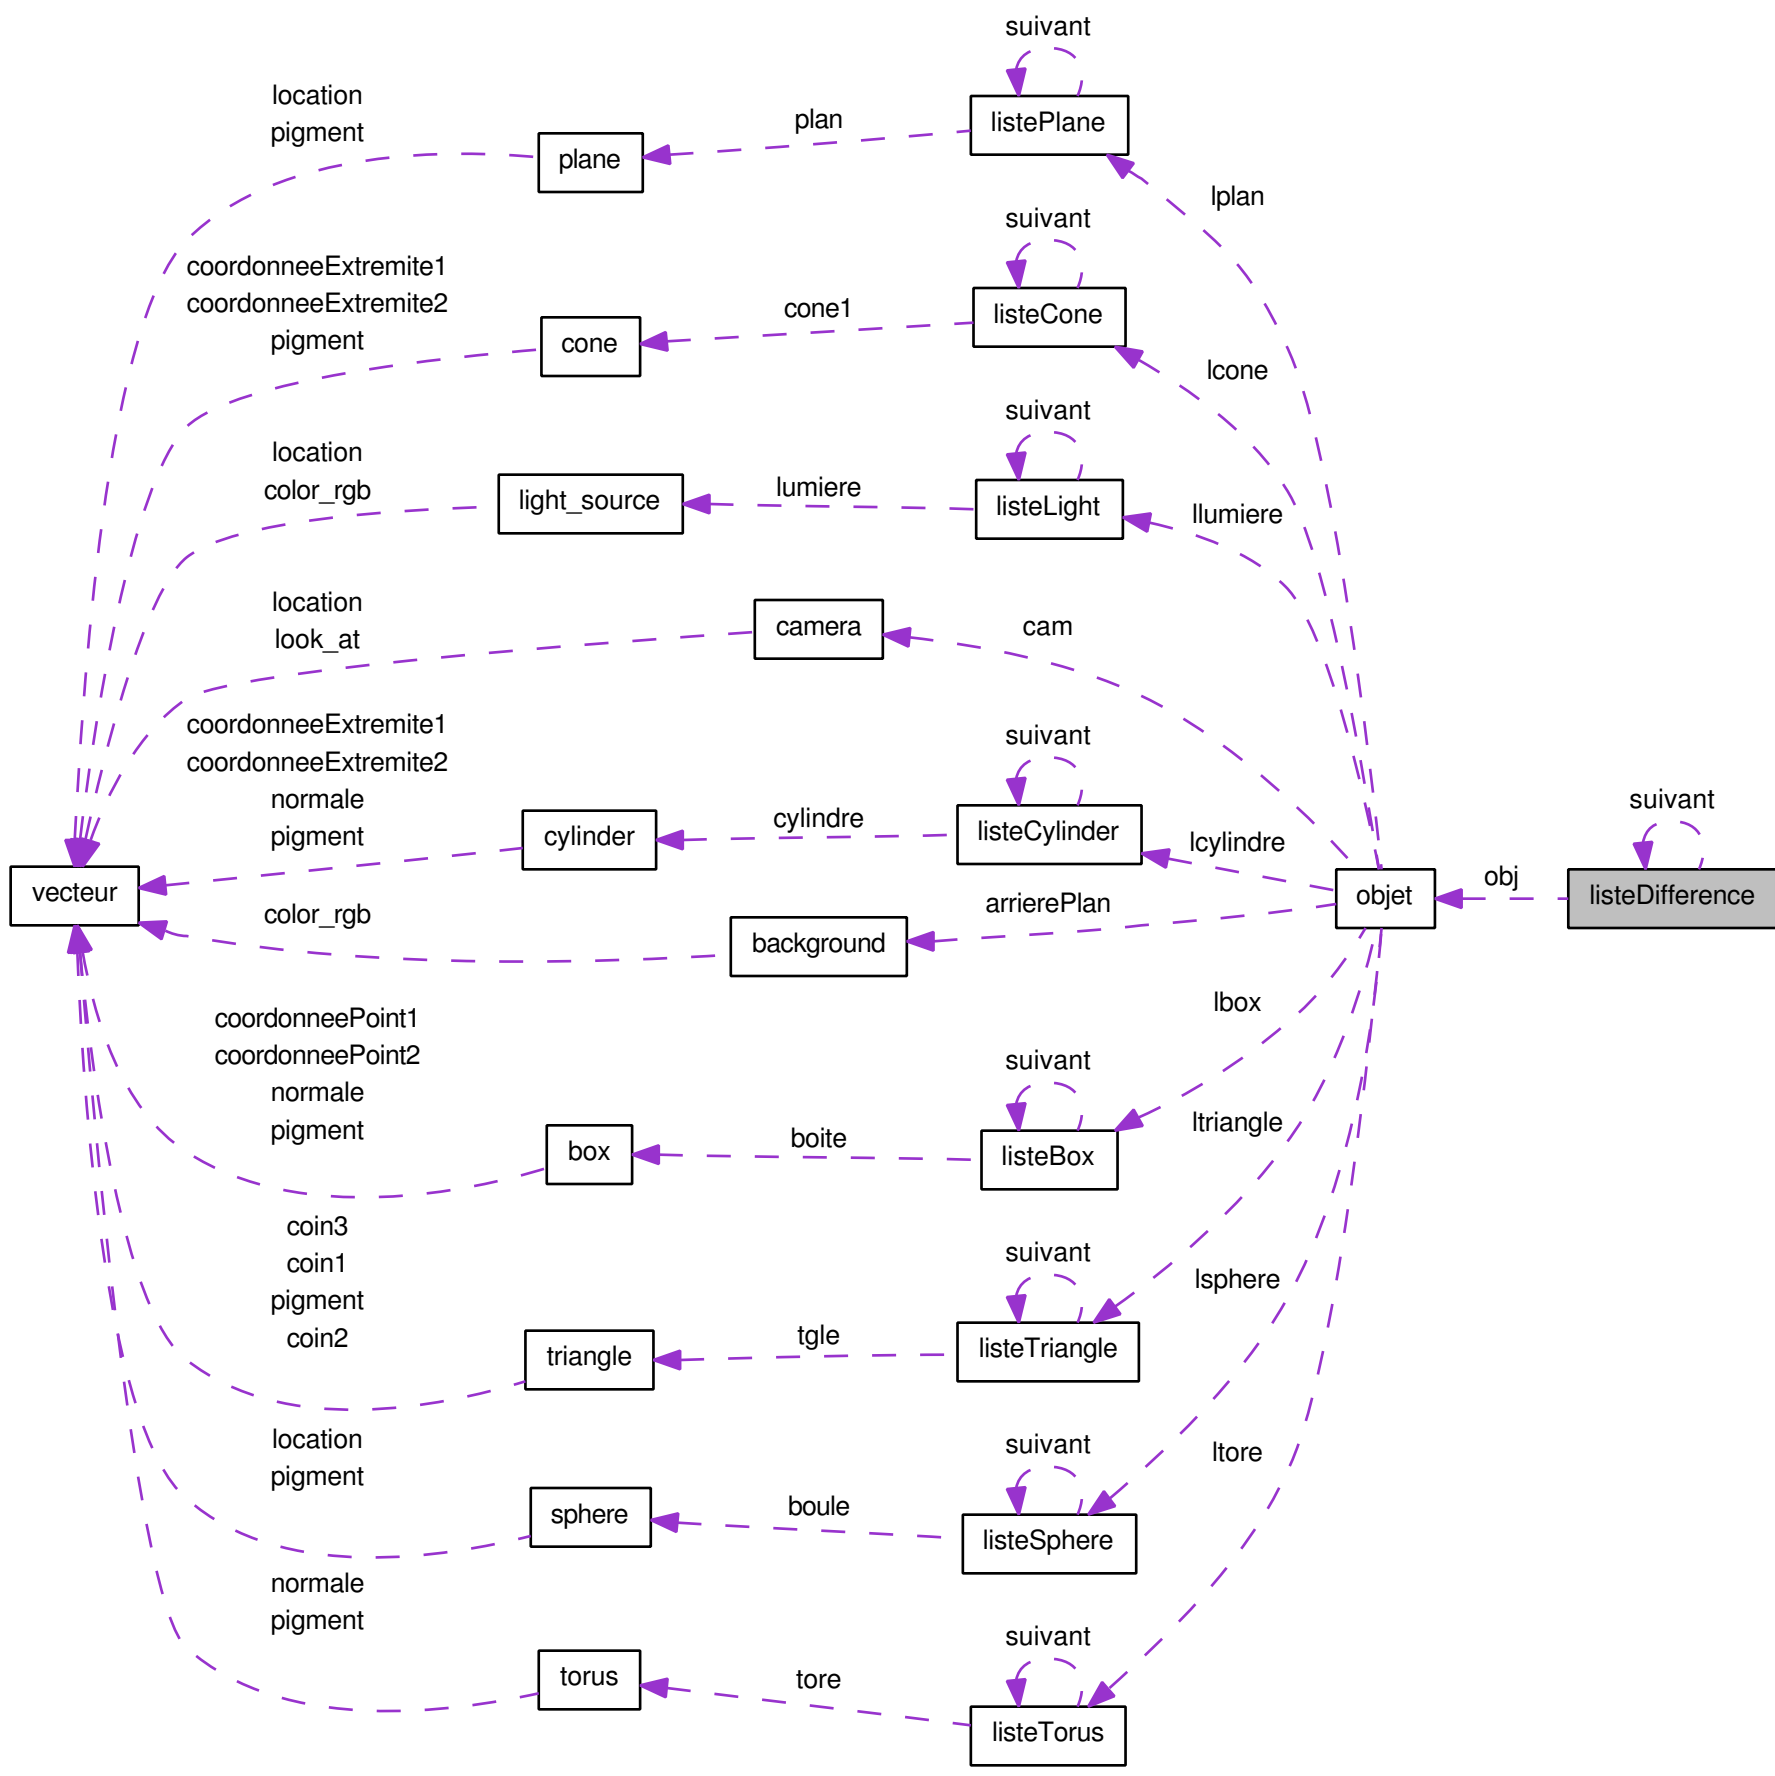 suivant
location
pigment
plan
listePlane
plane
lplan
suivant
coordonneeExtremite1
coordonneeExtremite2
pigment
cone1
listeCone
cone
lcone
suivant
location
color_rgb
lumiere
listeLight
light_source
llumiere
location
look_at
camera
cam
coordonneeExtremite1
coordonneeExtremite2
normale
pigment
suivant
cylindre
listeCylinder
cylinder
lcylindre
suivant
vecteur
objet
obj
listeDifference
color_rgb
arrierePlan
background
lbox
coordonneePoint1
coordonneePoint2
normale
pigment
suivant
boite
listeBox
box
ltriangle
coin3
coin1
pigment
coin2
suivant
tgle
listeTriangle
triangle
lsphere
location
pigment
suivant
boule
listeSphere
sphere
ltore
normale
pigment
suivant
tore
listeTorus
torus